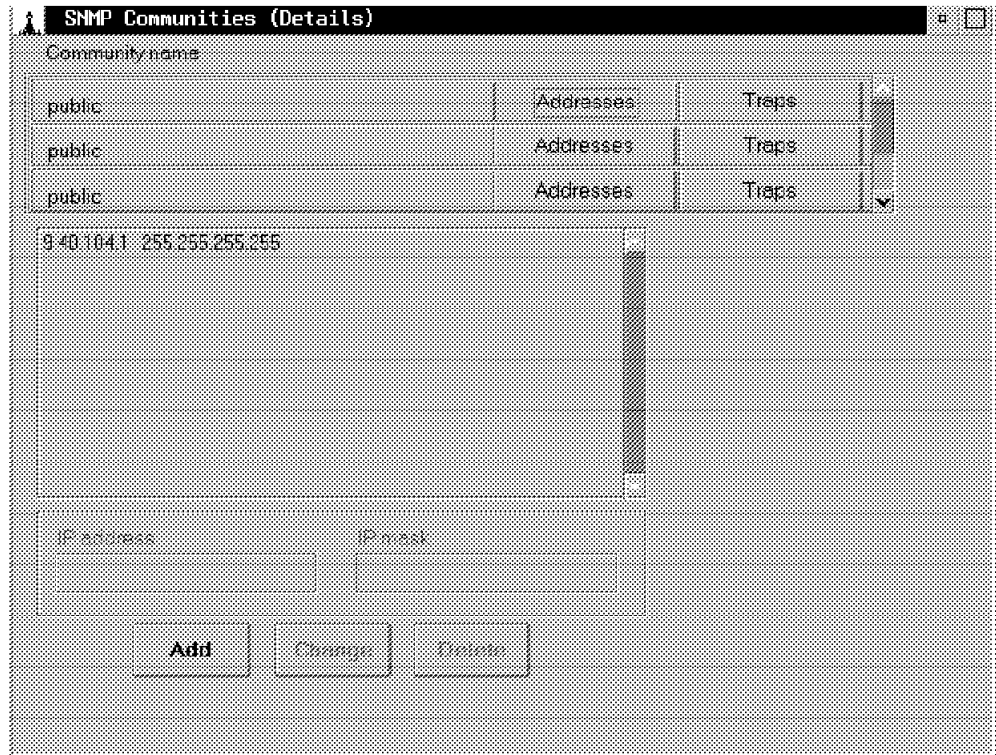 SNMP Communities (Details)
Community name
public Addresses Traps
public Addresses Traps
public Addresses Traps
9.40.104.1 255.255.255.255
IP address IP mask
Add Change Delete